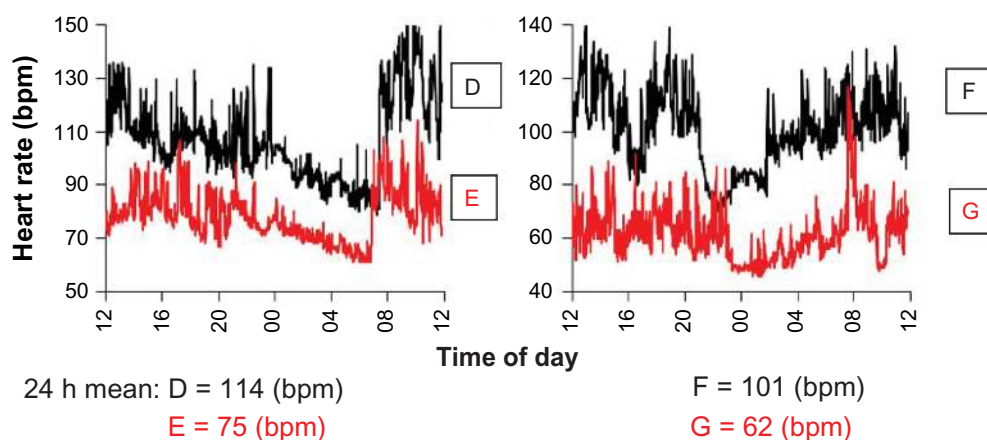 Heart rate (bpm)
150
130
110
90
70
50
12
16
20
00
04
08
12
D
E
140
120
100
80
60
40
12
16
20
00
04
08
12
F
G
Time of day
24 h mean: D = 114 (bpm)
E = 75 (bpm)
F = 101 (bpm)
G = 62 (bpm)